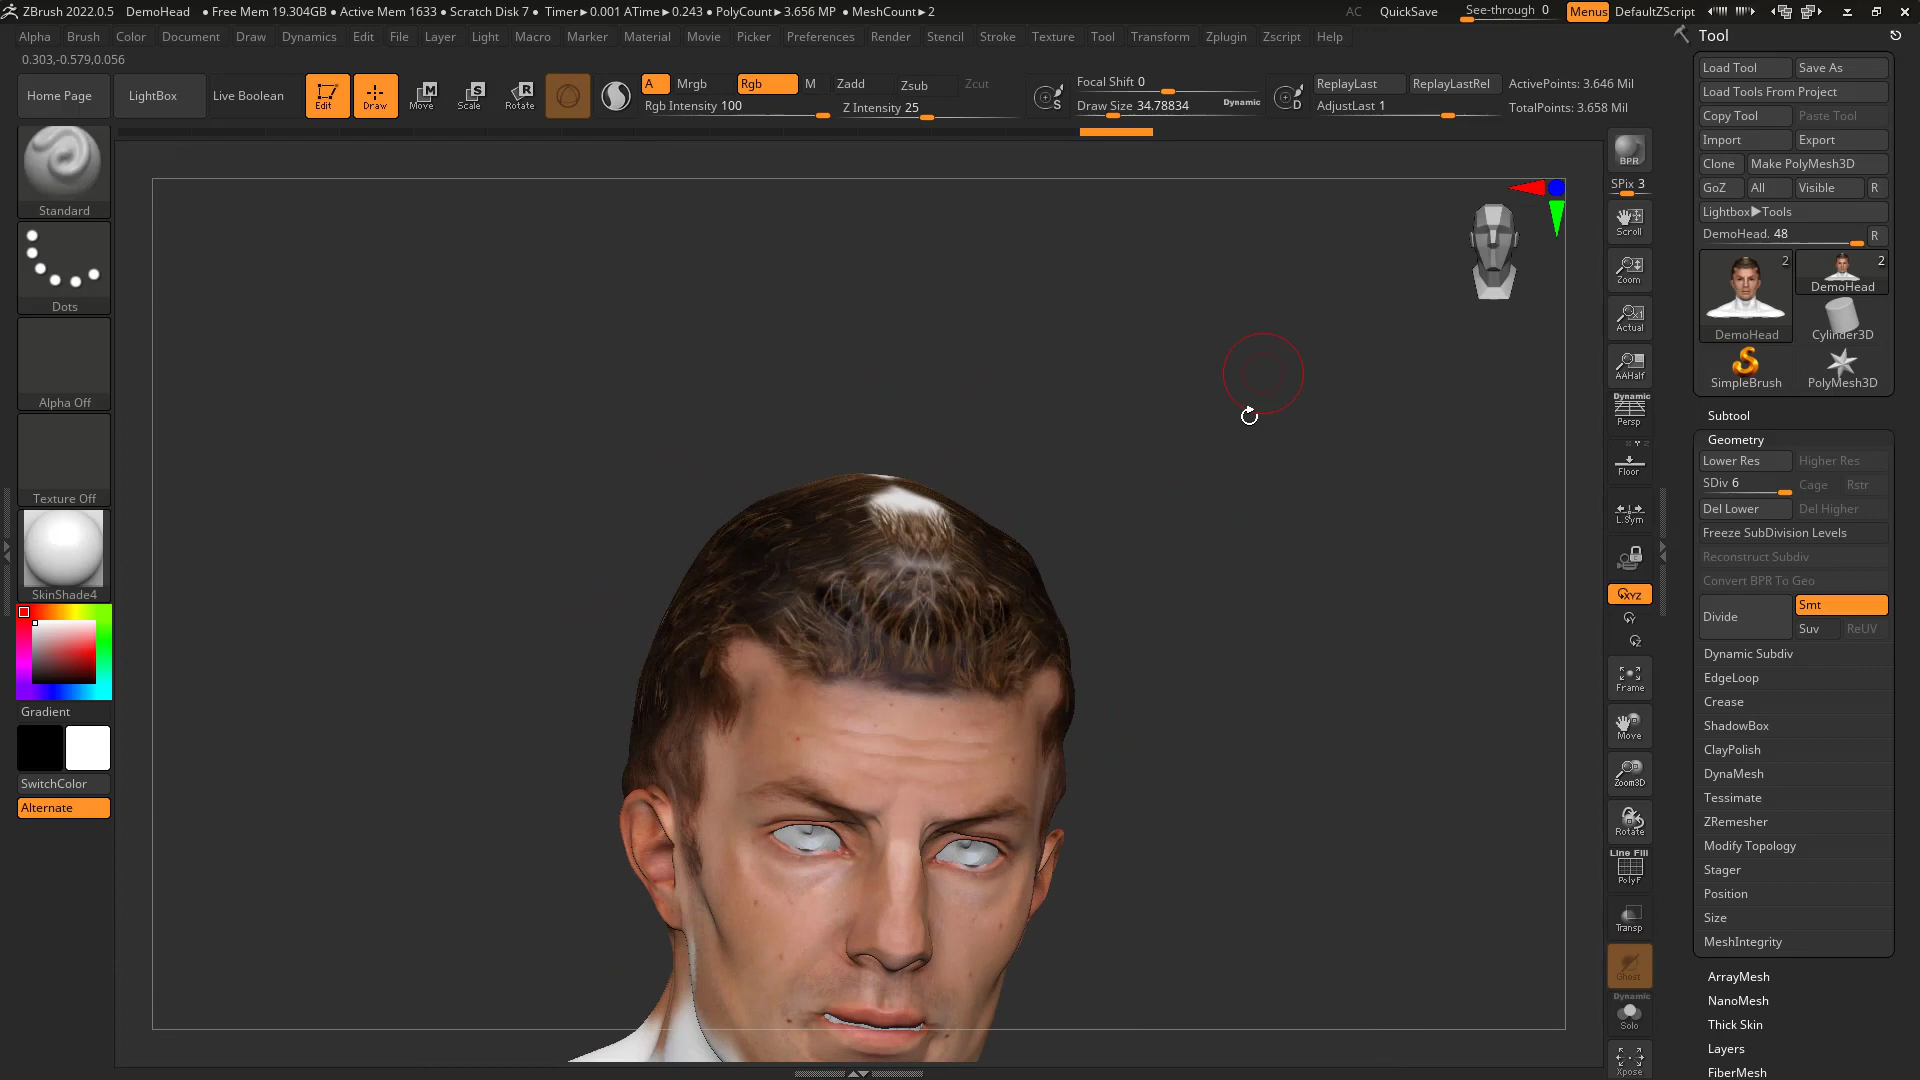 ZBrush 2022.0.5 DemoHead ● Free Mem 19.304GB ● Active Mem 1633 ● Scratch Disk 7 ● Timer►0.001 ATime►0.243 ● PolyCount►3.656 MP ● MeshCount►2 AC QuickSave See-through 0 Menus DefaultZScript
Alpha Brush Color Document Draw Dynamics Edit File Layer Light Macro Marker Material Movie Picker Preferences Render Stencil Stroke Texture Tool Transform Zplugin Zscript Help
0.303,-0.579,0.056
Home Page
LightBox
Live Boolean
Edit
Draw
M
Move
S
Scale
R
Rotate
A
Mrgb
Rgb
M
Rgb Intensity 100
Zadd
Zsub
Zcut
Z Intensity 25
S
Focal Shift 0
Draw Size 34.78834
Dynamic
D
ReplayLast
ReplayLastRel
AdjustLast 1
ActivePoints: 3.646 Mil
TotalPoints: 3.658 Mil
Standard
Dots
Alpha Off
Texture Off
SkinShade4
Gradient
SwitchColor
Alternate
BPR
SPix 3
Scroll
Zoom
Actual
AAHalf
Dynamic
Persp
Floor
L.Sym
XYZ
Y
Z
Frame
Move
Zoom3D
Rotate
Line Fill
PolyF
Transp
Ghost
Dynamic
Solo
Xpose
Tool
Load Tool
Save As
Load Tools From Project
Copy Tool
Paste Tool
Import
Export
Clone
Make PolyMesh3D
GoZ
All
Visible
R
Lightbox►Tools
DemoHead. 48
R
2
DemoHead
2
DemoHead
Cylinder3D
SimpleBrush
PolyMesh3D
Subtool
Geometry
Lower Res
Higher Res
SDiv 6
Cage
Rstr
Del Lower
Del Higher
Freeze SubDivision Levels
Reconstruct Subdiv
Convert BPR To Geo
Divide
Smt
Suv
ReUV
Dynamic Subdiv
EdgeLoop
Crease
ShadowBox
ClayPolish
DynaMesh
Tessimate
ZRemesher
Modify Topology
Stager
Position
Size
MeshIntegrity
ArrayMesh
NanoMesh
Thick Skin
Layers
FiberMesh